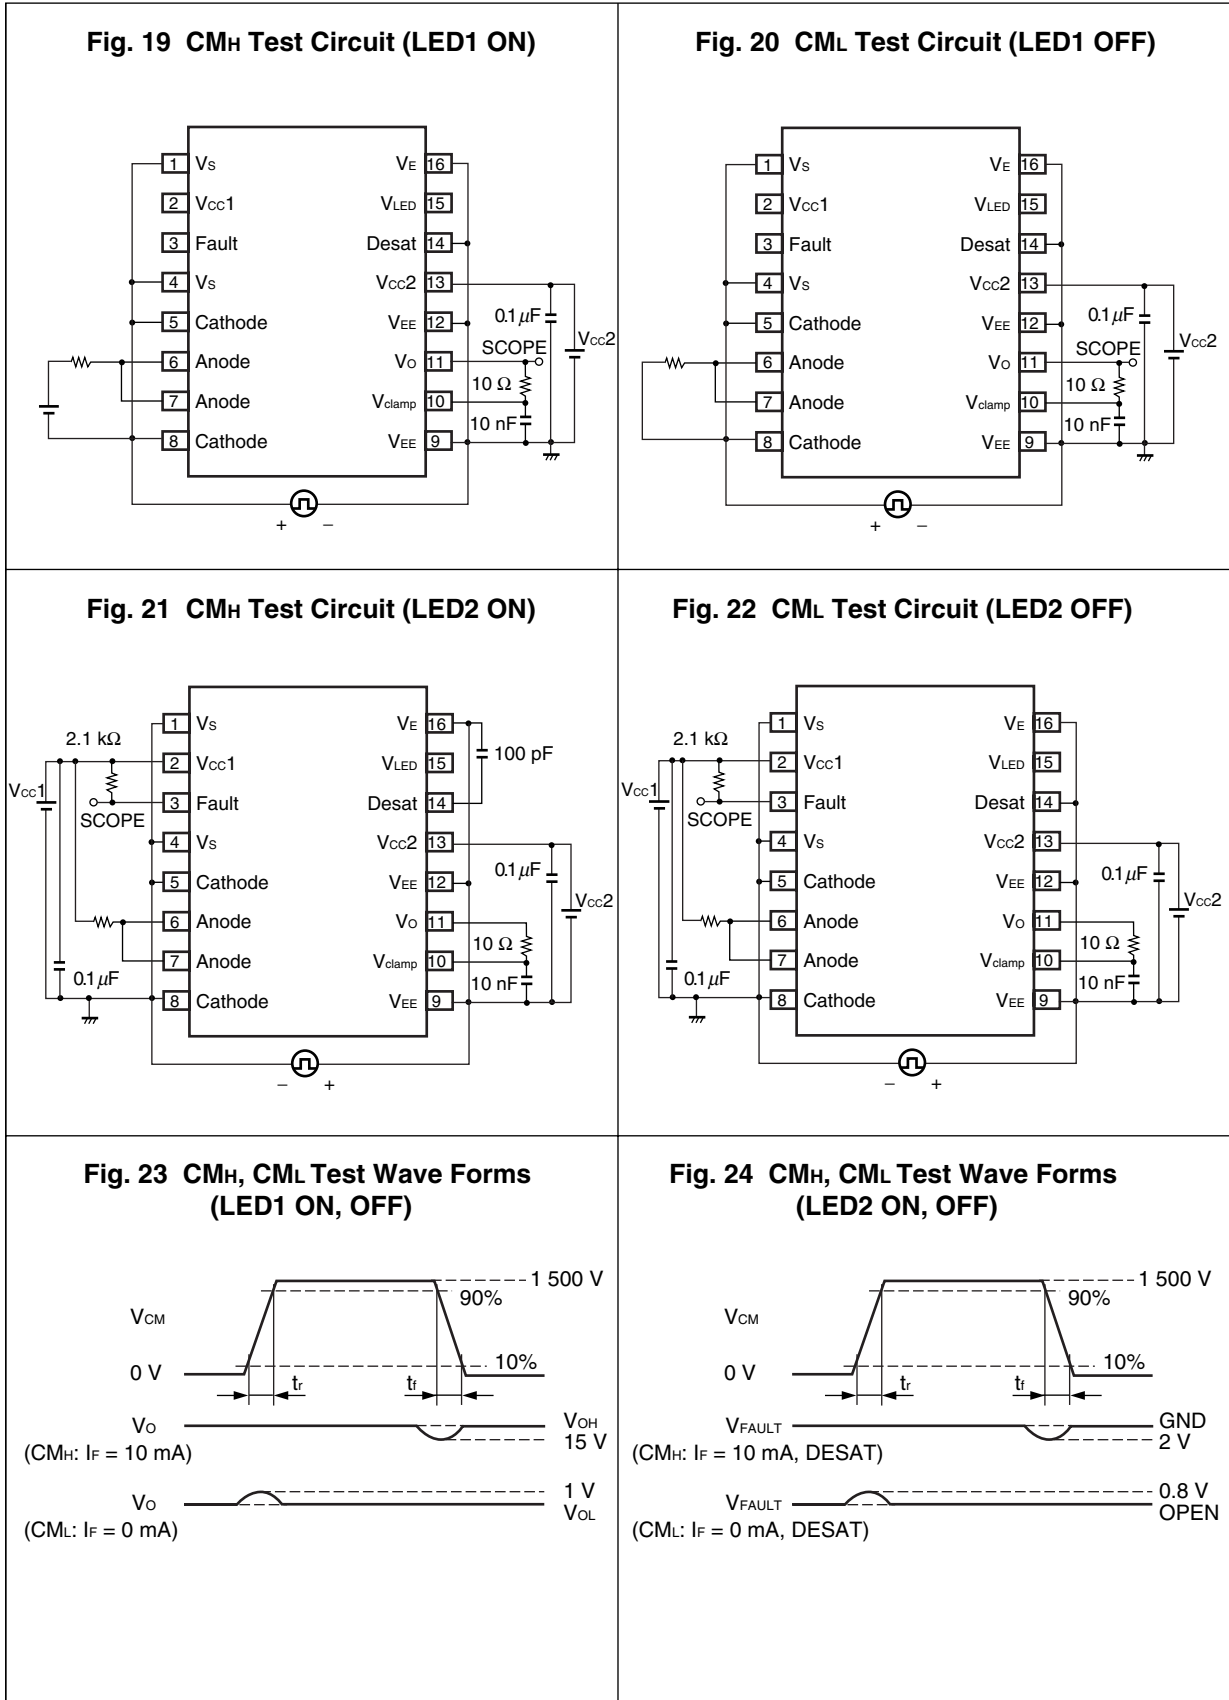 Fig. 19 CMH Test Circuit (LED1 ON)
1 VS
2 VCC1
3 Fault
4 VS
5 Cathode
6 Anode
7 Anode
8 Cathode
VE 16
VLED 15
Desat 14
VCC2 13
VEE 12
VO 11
Vclamp 10
VEE 9
0.1 μF
SCOPE
VCC2
10 Ω
10 nF
+ −
Fig. 20 CML Test Circuit (LED1 OFF)
1 VS
2 VCC1
3 Fault
4 VS
5 Cathode
6 Anode
7 Anode
8 Cathode
VE 16
VLED 15
Desat 14
VCC2 13
VEE 12
VO 11
Vclamp 10
VEE 9
0.1 μF
SCOPE
VCC2
10 Ω
10 nF
+ −
Fig. 21 CMH Test Circuit (LED2 ON)
2.1 kΩ
VCC1
SCOPE
0.1 μF
1 VS
2 VCC1
3 Fault
4 VS
5 Cathode
6 Anode
7 Anode
8 Cathode
VE 16
VLED 15
Desat 14
VCC2 13
VEE 12
VO 11
Vclamp 10
VEE 9
100 pF
0.1 μF
VCC2
10 Ω
10 nF
− +
Fig. 22 CML Test Circuit (LED2 OFF)
2.1 kΩ
VCC1
SCOPE
0.1 μF
1 VS
2 VCC1
3 Fault
4 VS
5 Cathode
6 Anode
7 Anode
8 Cathode
VE 16
VLED 15
Desat 14
VCC2 13
VEE 12
VO 11
Vclamp 10
VEE 9
0.1 μF
VCC2
10 Ω
10 nF
− +
Fig. 23 CMH, CML Test Wave Forms
(LED1 ON, OFF)
1 500 V
90%
VCM
10%
0 V
tr
tf
VO
VOH
15 V
(CMH: IF = 10 mA)
1 V
VO
VOL
(CML: IF = 0 mA)
Fig. 24 CMH, CML Test Wave Forms
(LED2 ON, OFF)
1 500 V
90%
VCM
10%
0 V
tr
tf
VFAULT
GND
2 V
(CMH: IF = 10 mA, DESAT)
0.8 V
VFAULT
OPEN
(CML: IF = 0 mA, DESAT)